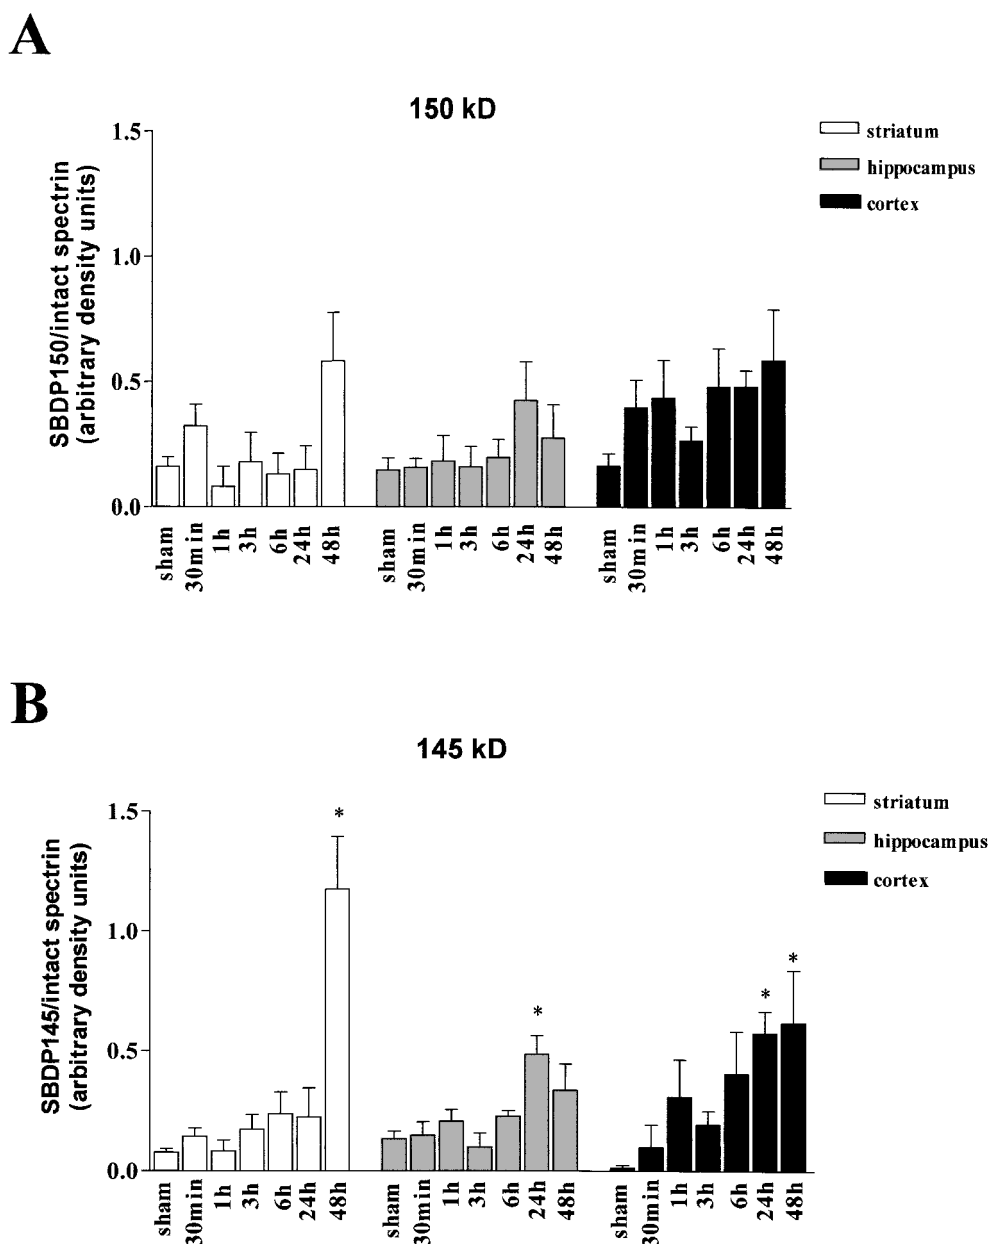 A
150 kD
SBDP150/intact spectrin
(arbitrary density units)
1.5
1.0
0.5
0.0
sham 30min 1h 3h 6h 24h 48h sham 30min 1h 3h 6h 24h 48h sham 30min 1h 3h 6h 24h 48h
striatum
hippocampus
cortex
B
145 kD
SBDP145/intact spectrin
(arbitrary density units)
1.5
1.0
0.5
0.0
* * * *
sham 30min 1h 3h 6h 24h 48h sham 30min 1h 3h 6h 24h 48h sham 30min 1h 3h 6h 24h 48h
striatum
hippocampus
cortex